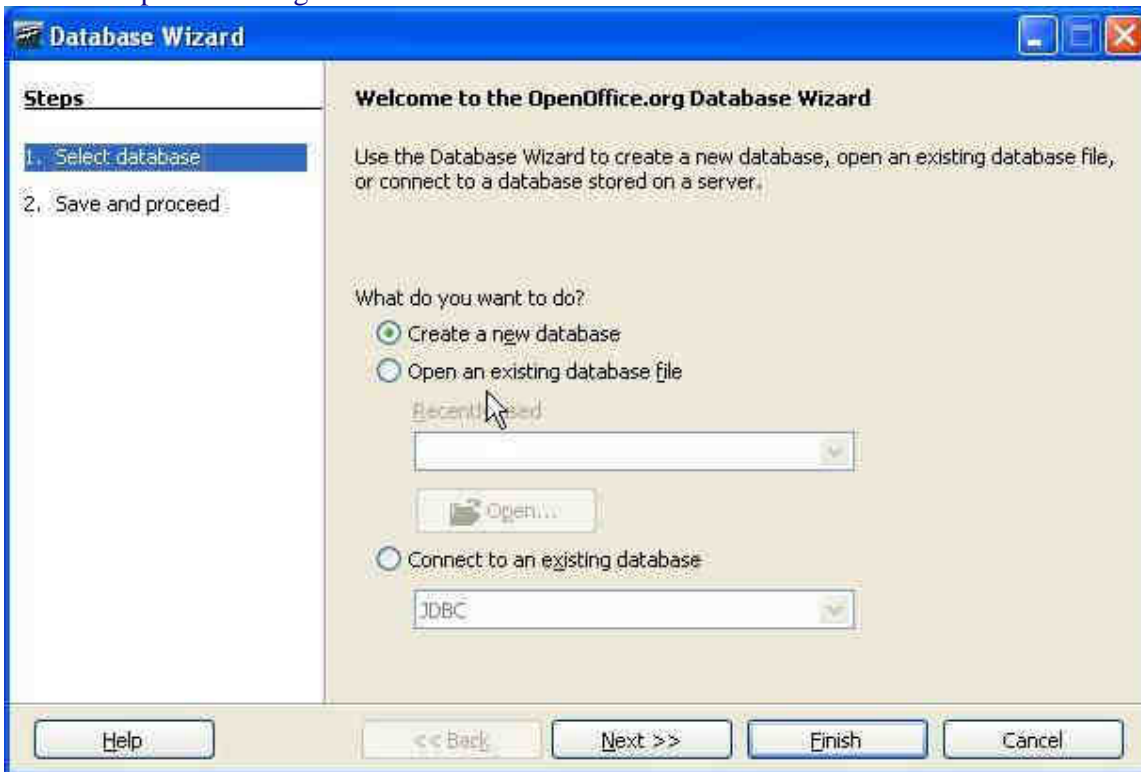 Database Wizard
Steps
1. Select database
2. Save and proceed
Welcome to the OpenOffice.org Database Wizard
Use the Database Wizard to create a new database, open an existing database file,
or connect to a database stored on a server.
What do you want to do?
Create a new database
Open an existing database file
Recently used
Open...
Connect to an existing database
JDBC
Help
<< Back
Next >>
Finish
Cancel